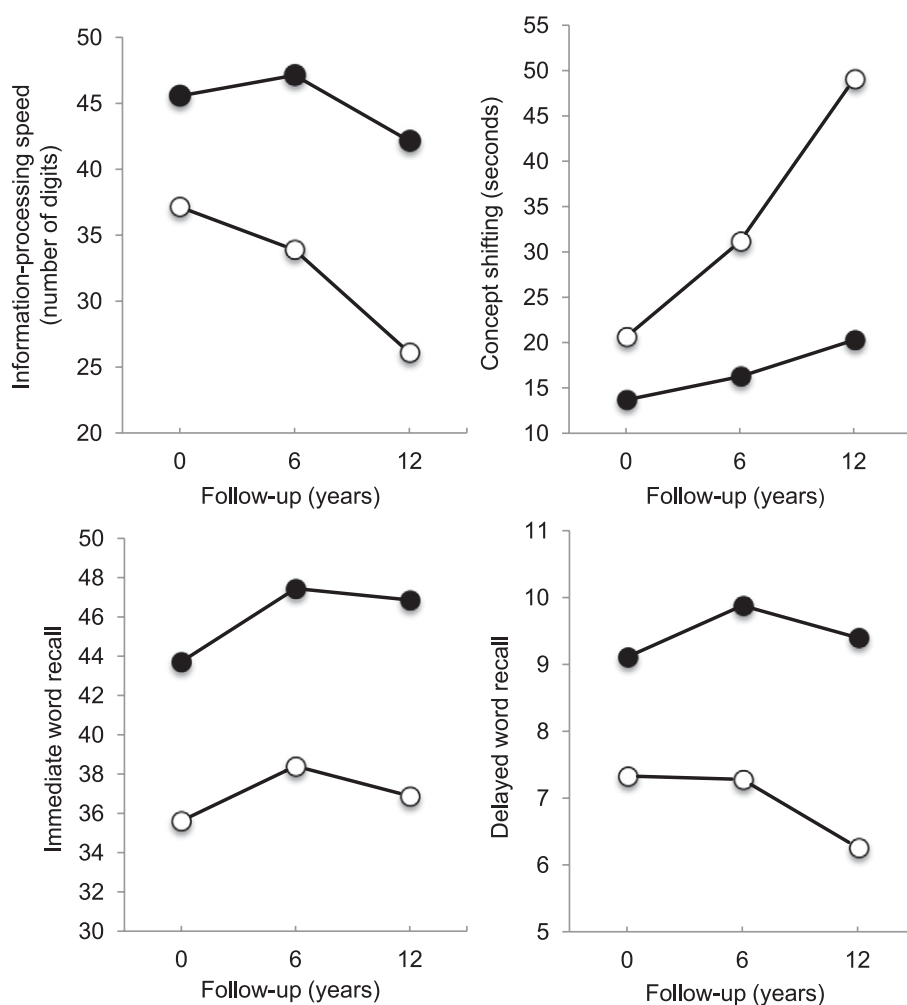 Information-processing speed
(number of digits)
50
45
40
35
30
25
20
0 6 12
Follow-up (years)
Concept shifting (seconds)
50
45
40
35
30
25
20
15
10
0 6 12
Follow-up (years)
Immediate word recall
50
48
46
44
42
40
38
36
34
32
30
0 6 12
Follow-up (years)
Delayed word recall
11
10
9
8
7
6
5
0 6 12
Follow-up (years)